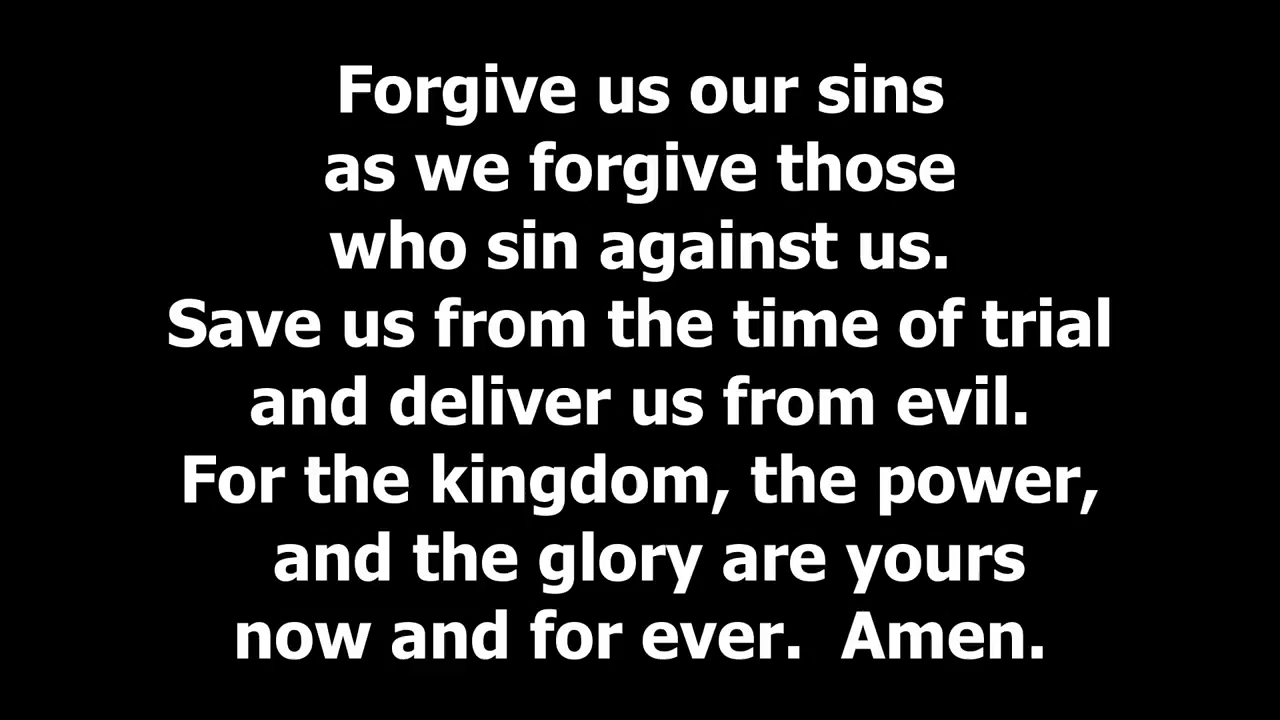 Forgive us our sins
as we forgive those
who sin against us.
Save us from the time of trial
and deliver us from evil.
For the kingdom, the power,
and the glory are yours
now and for ever.  Amen.